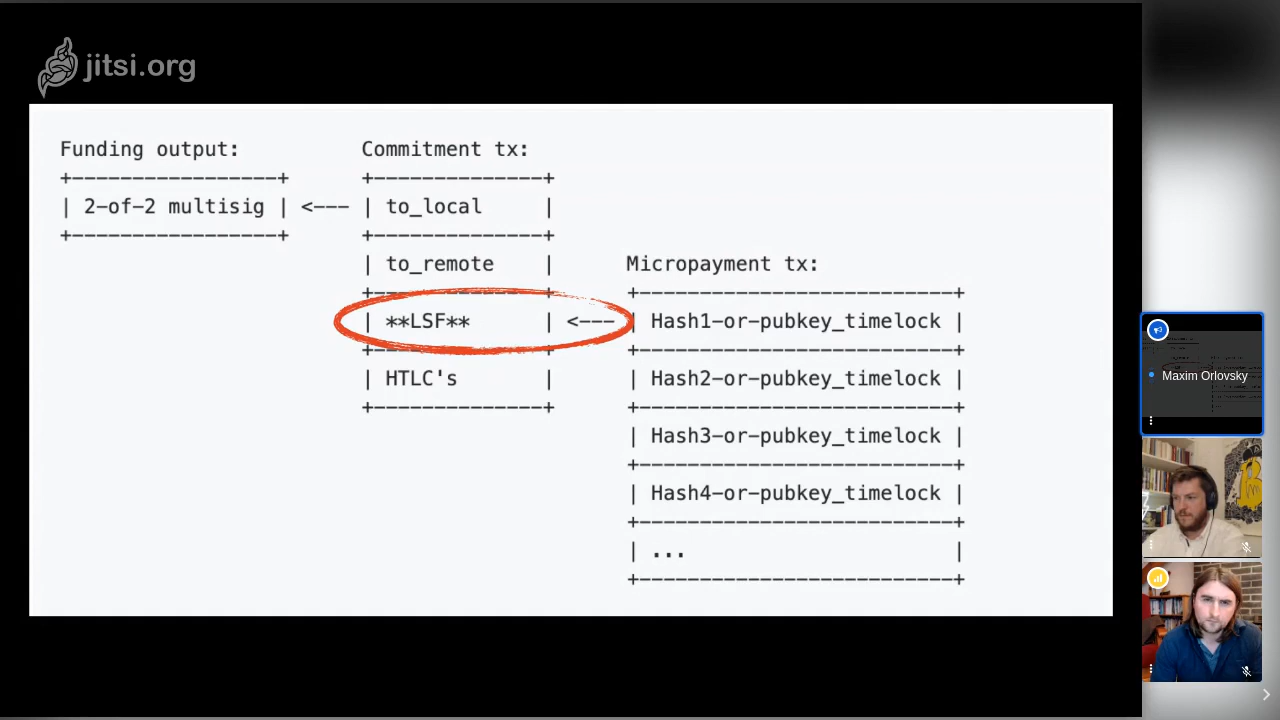 jitsi.org
Funding output:
Commitment tx:
+-----------------+
+--------------+
| 2-of-2 multisig | <--- | to_local |
+-----------------+
+--------------+
| to_remote |
Micropayment tx:
+--------------+
+---------------------------+
| **LSF** | <--- | Hash1-or-pubkey_timelock |
+--------------+
+---------------------------+
| HTLC's |
| Hash2-or-pubkey_timelock |
+--------------+
+---------------------------+
| Hash3-or-pubkey_timelock |
+---------------------------+
| Hash4-or-pubkey_timelock |
+---------------------------+
| ... |
+---------------------------+
Maxim Orlovsky